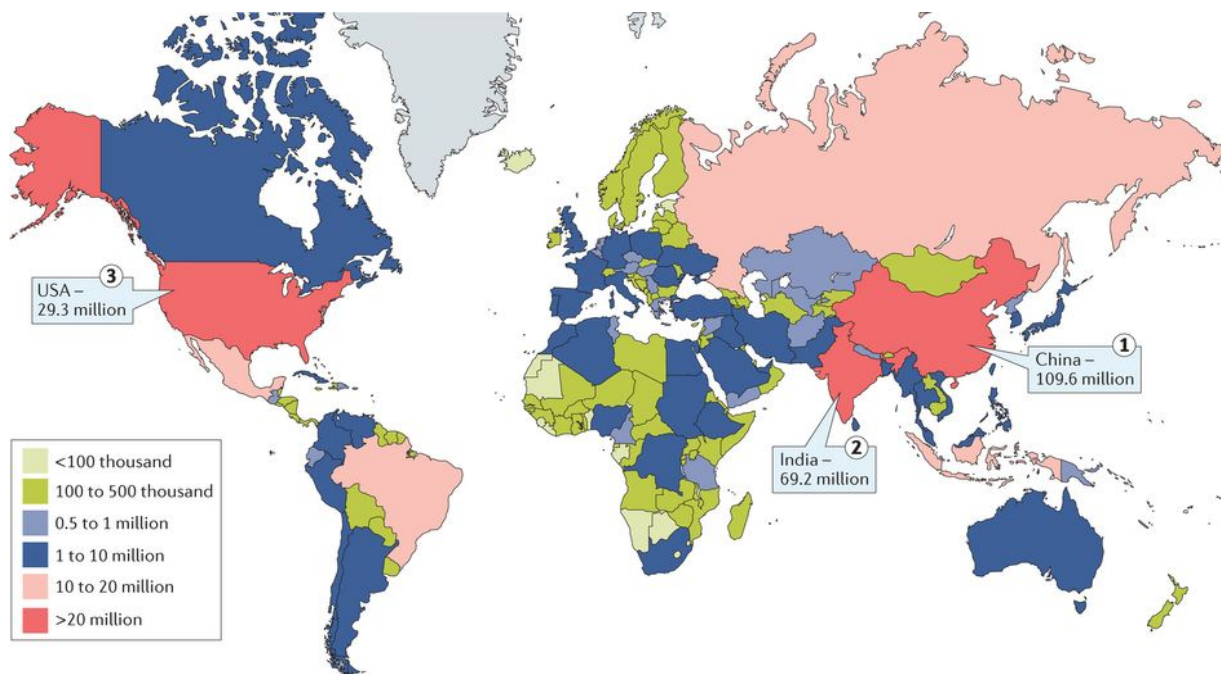 3
USA –
29.3 million
1
China –
109.6 million
2
India –
69.2 million
<100 thousand
100 to 500 thousand
0.5 to 1 million
1 to 10 million
10 to 20 million
>20 million